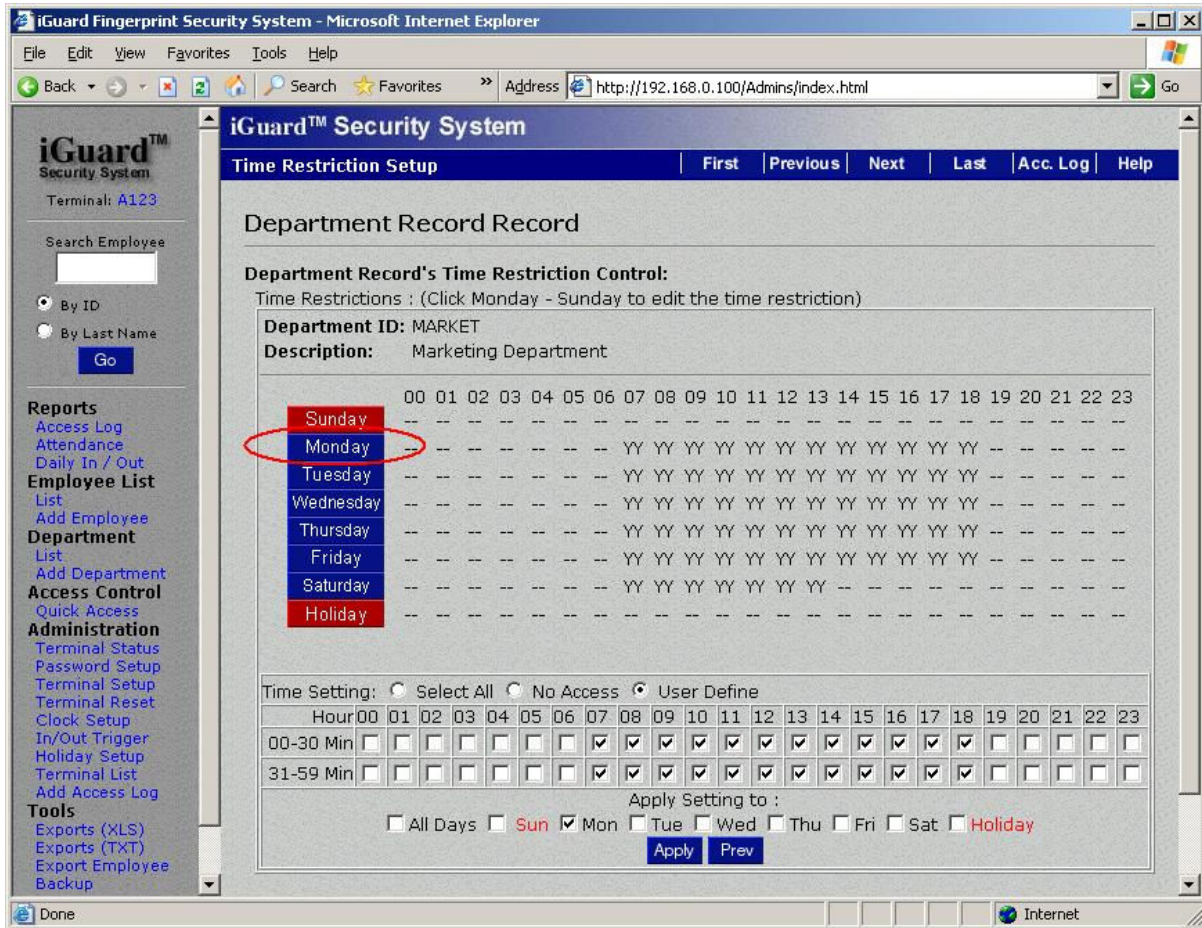 iGuard Fingerprint Security System - Microsoft Internet Explorer
File Edit View Favorites Tools Help
Back Search Favorites » Address http://192.168.0.100/Admins/index.html Go
iGuard™
Security System
Terminal: A123
Search Employee
By ID
By Last Name
Go
Reports
Access Log
Attendance
Daily In / Out
Employee List
List
Add Employee
Department
List
Add Department
Access Control
Quick Access
Administration
Terminal Status
Password Setup
Terminal Setup
Terminal Reset
Clock Setup
In/Out Trigger
Holiday Setup
Terminal List
Add Access Log
Tools
Exports (XLS)
Exports (TXT)
Export Employee
Backup
iGuard™ Security System
Time Restriction Setup | First | Previous | Next | Last | Acc. Log | Help
Department Record Record
Department Record's Time Restriction Control:
Time Restrictions : (Click Monday - Sunday to edit the time restriction)
Department ID: MARKET
Description: Marketing Department
00 01 02 03 04 05 06 07 08 09 10 11 12 13 14 15 16 17 18 19 20 21 22 23
Sunday -- -- -- -- -- -- -- -- -- -- -- -- -- -- -- -- -- -- -- -- -- -- -- --
Monday -- -- -- -- -- -- -- YY YY YY YY YY YY YY YY YY YY YY YY -- -- -- -- --
Tuesday -- -- -- -- -- -- -- YY YY YY YY YY YY YY YY YY YY YY YY -- -- -- -- --
Wednesday -- -- -- -- -- -- -- YY YY YY YY YY YY YY YY YY YY YY YY -- -- -- -- --
Thursday -- -- -- -- -- -- -- YY YY YY YY YY YY YY YY YY YY YY YY -- -- -- -- --
Friday -- -- -- -- -- -- -- YY YY YY YY YY YY YY YY YY YY YY YY -- -- -- -- --
Saturday -- -- -- -- -- -- -- YY YY YY YY YY YY YY -- -- -- -- -- -- -- -- -- --
Holiday -- -- -- -- -- -- -- -- -- -- -- -- -- -- -- -- -- -- -- -- -- -- -- --
Time Setting: Select All No Access User Define
Hour 00 01 02 03 04 05 06 07 08 09 10 11 12 13 14 15 16 17 18 19 20 21 22 23
00-30 Min
31-59 Min
Apply Setting to :
All Days Sun Mon Tue Wed Thu Fri Sat Holiday
Apply Prev
Done Internet